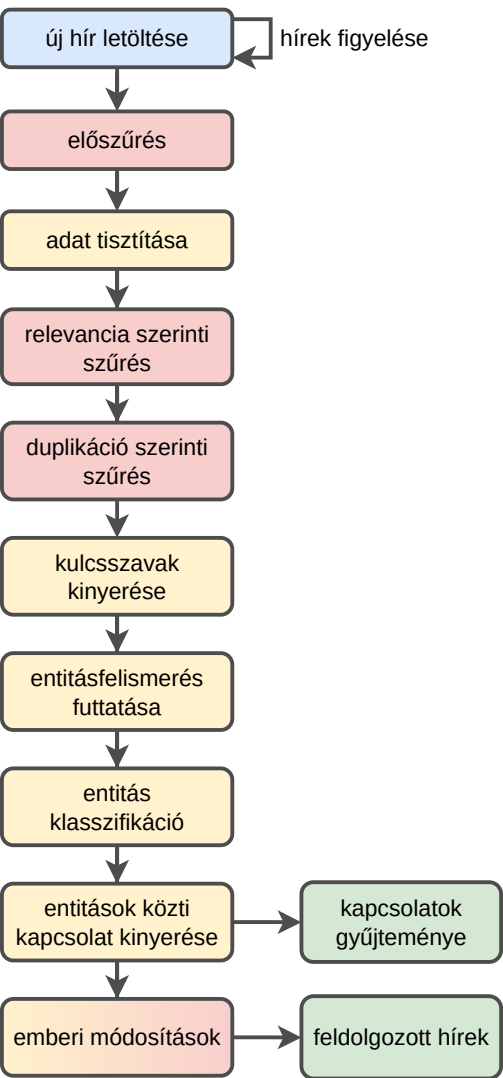 új hír letöltése
hírek figyelése
előszűrés
adat tisztítása
relevancia szerinti
szűrés
duplikáció szerinti
szűrés
kulcsszavak
kinyerése
entitásfelismerés
futtatása
entitás
klasszifikáció
entitások közti
kapcsolat kinyerése
kapcsolatok
gyűjteménye
emberi módosítások
feldolgozott hírek